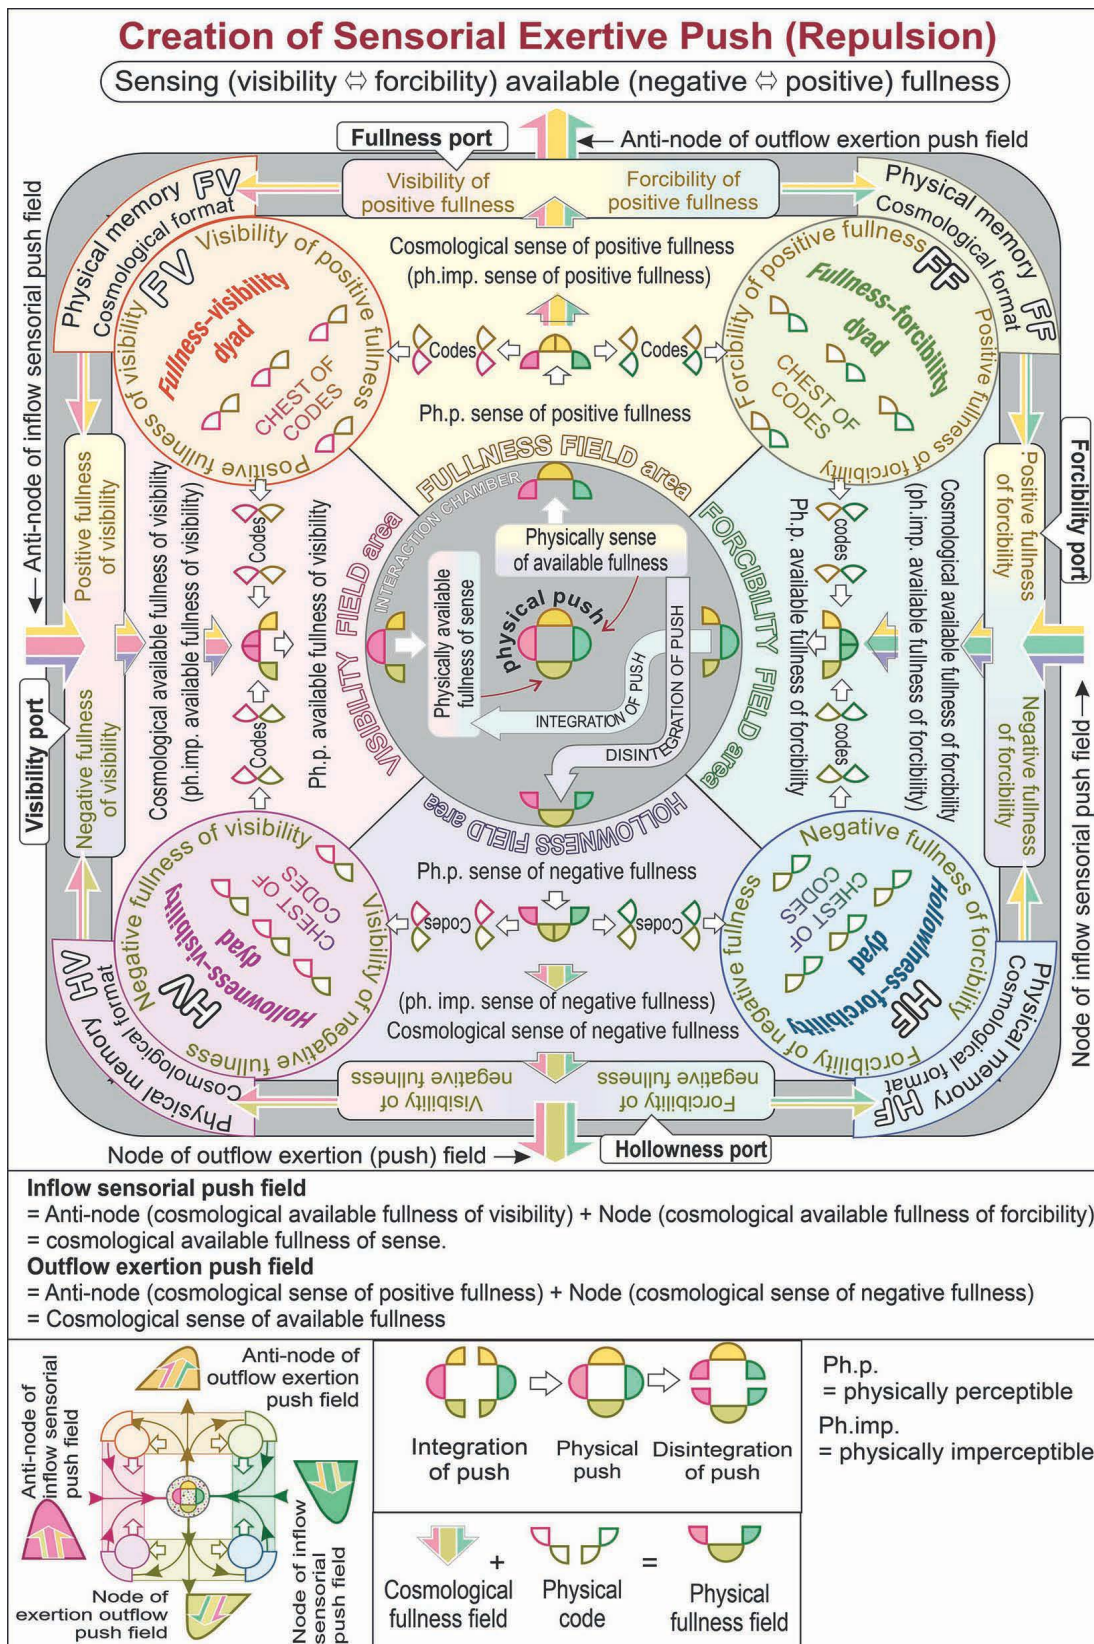 Creation of Sensorial Exertive Push (Repulsion)
Sensing (visibility ⇔ forcibility) available (negative ⇔ positive) fullness
Fullness port
Anti-node of outflow exertion push field
Visibility of
positive fullness
Forcibility of
positive fullness
Physical memory FV
Cosmological format
Physical memory FF
Cosmological format
Anti-node of inflow sensorial push field
Cosmological sense of positive fullness
(ph.imp. sense of positive fullness)
Visibility of positive fullness
FV
Fullness-visibility
dyad
CHEST OF
CODES
Positive fullness of visibility
Codes
Codes
Forcibility of positive fullness
FF
Fullness-forcibility
dyad
CHEST OF
CODES
Positive fullness of forcibility
Ph.p. sense of positive fullness
FULLNESS FIELD area
INTERACTION CHAMBER
Physically sense
of available fullness
Physical push
Physically available
fullness of sense
INTEGRATION OF PUSH
DISINTEGRATION OF PUSH
VISIBILITY FIELD area
FORCIBILITY FIELD area
HOLLOWNESS FIELD area
Visibility port
Positive fullness
of visibility
Negative fullness
of visibility
Cosmological available fullness of visibility
(ph.imp. available fullness of visibility)
Codes
Codes
Ph.p. available fullness of visibility
Ph.p. available fullness of forcibility
codes
codes
(ph.imp. available fullness of forcibility)
Cosmological available fullness of forcibility
Positive fullness
of forcibility
Negative fullness
of forcibility
Forcibility port
Node of inflow sensorial push field
Ph.p. sense of negative fullness
Negative fullness of visibility
CHEST OF
CODES
Hollowness-visibility
dyad
HV
Visibility of negative fullness
Codes
Codes
Negative fullness of forcibility
CHEST OF
CODES
Hollowlness-forcibility
dyad
HF
Forcibility of negative fullness
(ph. imp. sense of negative fullness)
Cosmological sense of negative fullness
Physical memory HV
Cosmological format
Physical memory HF
Cosmological format
Visibility of
negative fullness
Forcibility of
negative fullness
Node of outflow exertion (push) field
Hollowness port
Inflow sensorial push field
= Anti-node (cosmological available fullness of visibility) + Node (cosmological available fullness of forcibility)
= cosmological available fullness of sense.
Outflow exertion push field
= Anti-node (cosmological sense of positive fullness) + Node (cosmological sense of negative fullness)
= Cosmological sense of available fullness
Anti-node of
outflow exertion
push field
Anti-node of
inflow sensorial
push field
Node of inflow
sensorial
push field
Node of
exertion outflow
push field
Integration
of push
Physical
push
Disintegration
of push
+
=
Cosmological
fullness field
Physical
code
Physical
fullness field
Ph.p.
= physically perceptible
Ph.imp.
= physically imperceptible